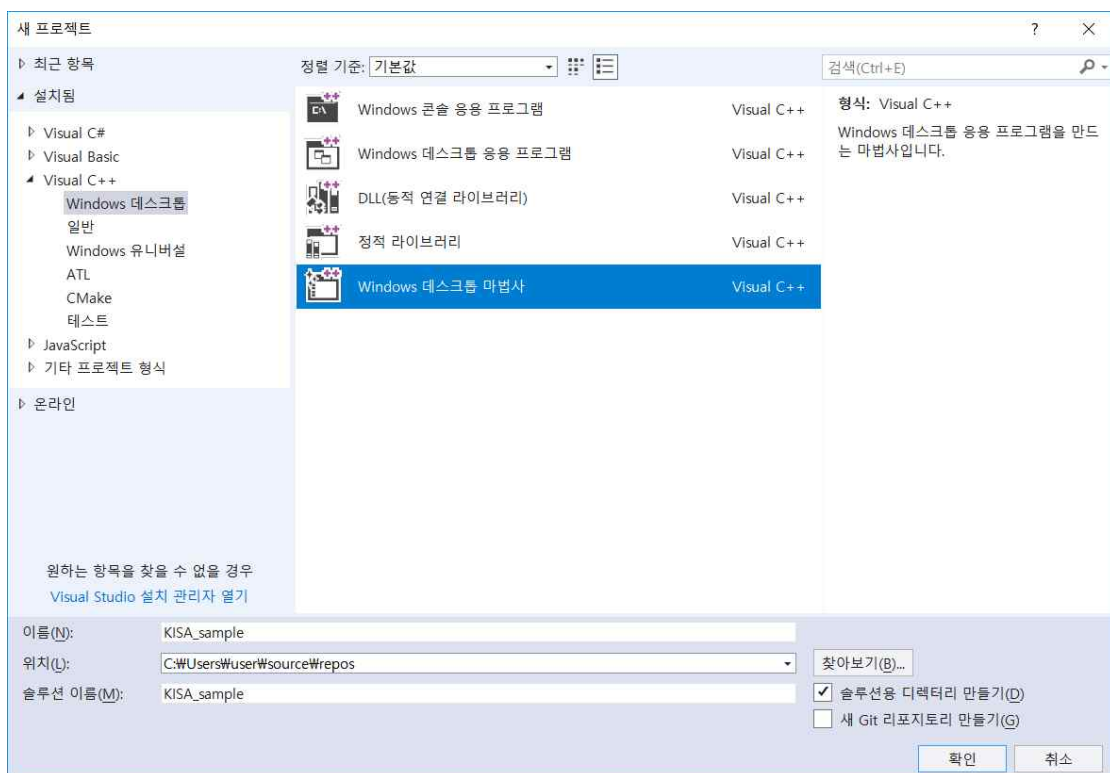 새 프로젝트
? ×
▷ 최근 항목
◢ 설치됨
▷ Visual C#
▷ Visual Basic
◢ Visual C++
Windows 데스크톱
일반
Windows 유니버설
ATL
CMake
테스트
▷ JavaScript
▷ 기타 프로젝트 형식
▷ 온라인
원하는 항목을 찾을 수 없을 경우
Visual Studio 설치 관리자 열기
정렬 기준: 기본값
Windows 콘솔 응용 프로그램 Visual C++
Windows 데스크톱 응용 프로그램 Visual C++
DLL(동적 연결 라이브러리) Visual C++
정적 라이브러리 Visual C++
Windows 데스크톱 마법사 Visual C++
검색(Ctrl+E)
형식: Visual C++
Windows 데스크톱 응용 프로그램을 만드
는 마법사입니다.
이름(N): KISA_sample
위치(L): C:₩Users₩user₩source₩repos 찾아보기(B)...
솔루션 이름(M): KISA_sample ✓ 솔루션용 디렉터리 만들기(D)
새 Git 리포지토리 만들기(G)
확인 취소